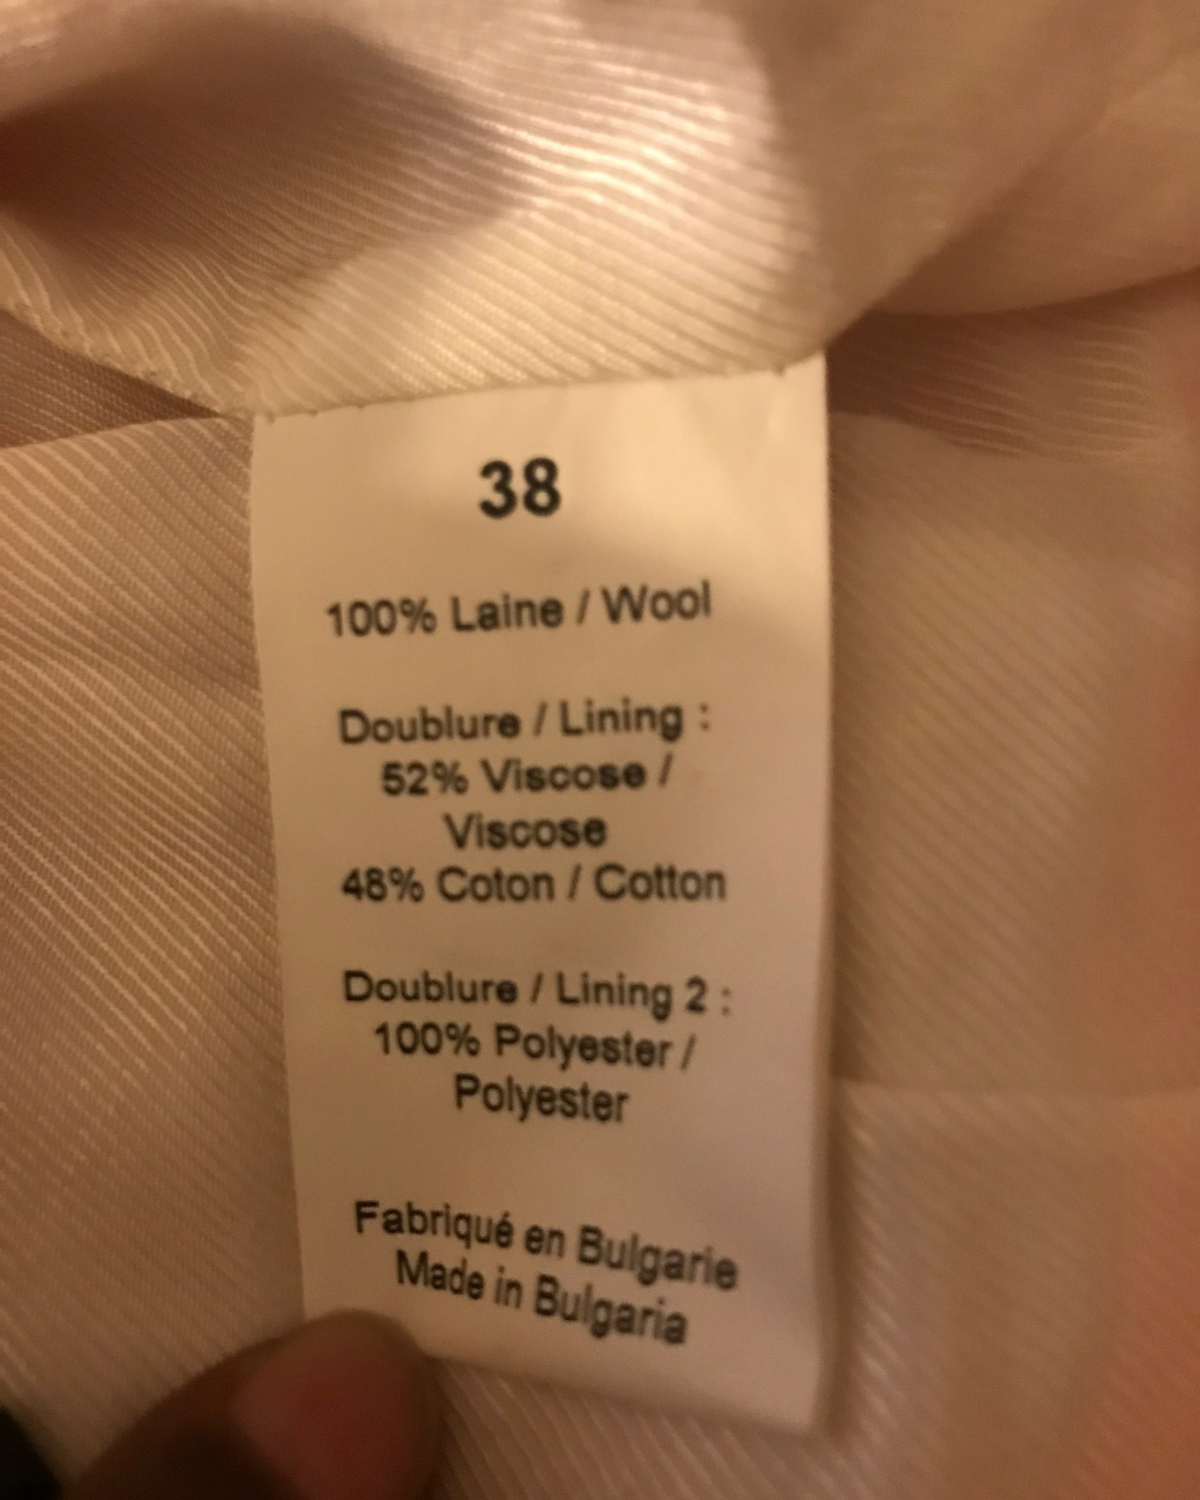 38
100% Laine / Wool
Doublure / Lining :
52% Viscose /
Viscose
48% Coton / Cotton
Doublure / Lining 2 :
100% Polyester /
Polyester
Fabriqué en Bulgarie
Made in Bulgaria